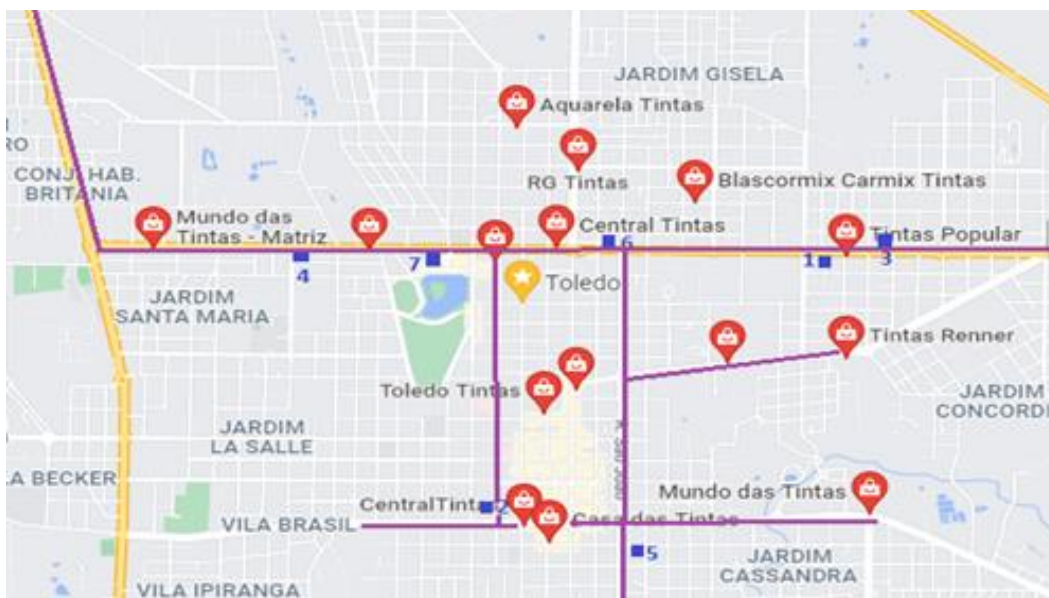 JARDIM GISELA
Aquarela Tintas
RO
CONJ. HAB.
BRITÂNIA
RG Tintas
Blascormix Carmix Tintas
Mundo das
Tintas - Matriz
Central Tintas
6
Tintas Popular
3
4
7
1
Toledo
JARDIM
SANTA MARIA
Tintas Renner
Toledo Tintas
JARDIM
CONCORDI
JARDIM
LA SALLE
A BECKER
Mundo das Tintas
CentralTinta
2
Casa das Tintas
VILA BRASIL
5
JARDIM
CASSANDRA
VILA IPIRANGA